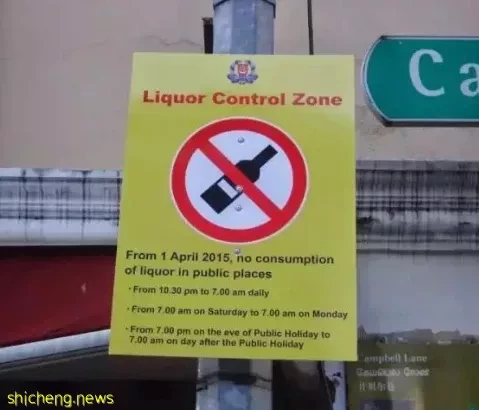 Liquor Control Zone
Ca
From 1 April 2015, no consumption
of liquor in public places
· From 10.30 pm to 7.00 am daily
· From 7.00 am on Saturday to 7.00 am on Monday
· From 7.00 pm on the eve of Public Holiday to
7.00 am on day after the Public Holiday
ampbell Lane
shicheng.news